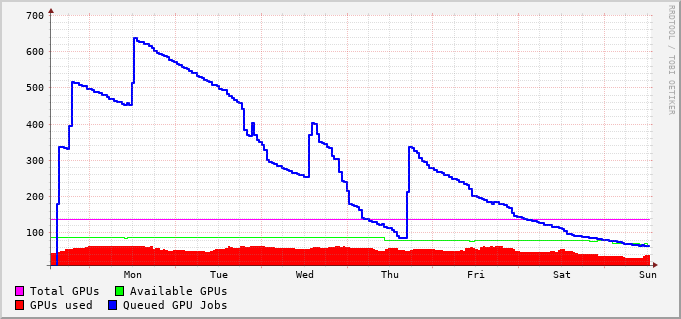 700
600
500
400
300
200
100
Mon Tue Wed Thu Fri Sat Sun
Total GPUs Available GPUs
GPUs used Queued GPU Jobs
RRDTOOL / TOBI OETIKER